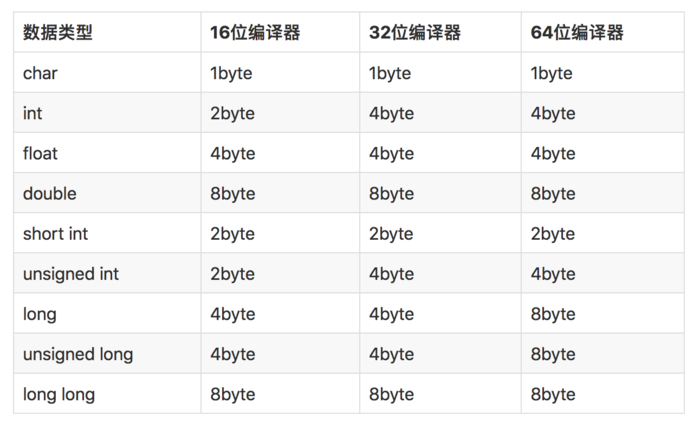 数据类型 16位编译器 32位编译器 64位编译器
char 1byte 1byte 1byte
int 2byte 4byte 4byte
float 4byte 4byte 4byte
double 8byte 8byte 8byte
short int 2byte 2byte 2byte
unsigned int 2byte 4byte 4byte
long 4byte 4byte 8byte
unsigned long 4byte 4byte 8byte
long long 8byte 8byte 8byte